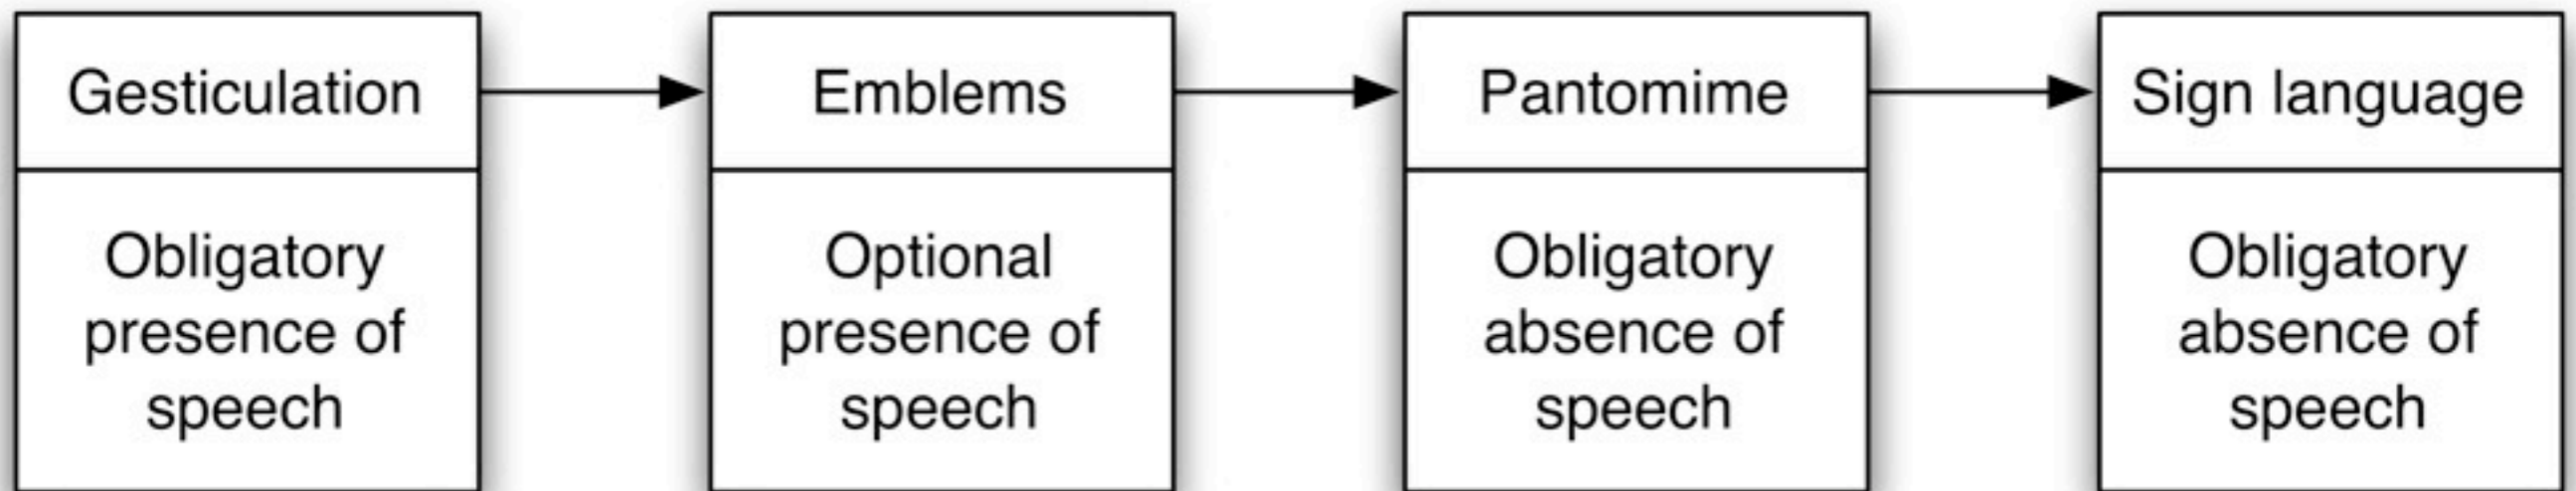 Gesticulation
Emblems
Pantomime
Sign language
Obligatory
presence of
speech
Optional
presence of
speech
Obligatory
absence of
speech
Obligatory
absence of
speech